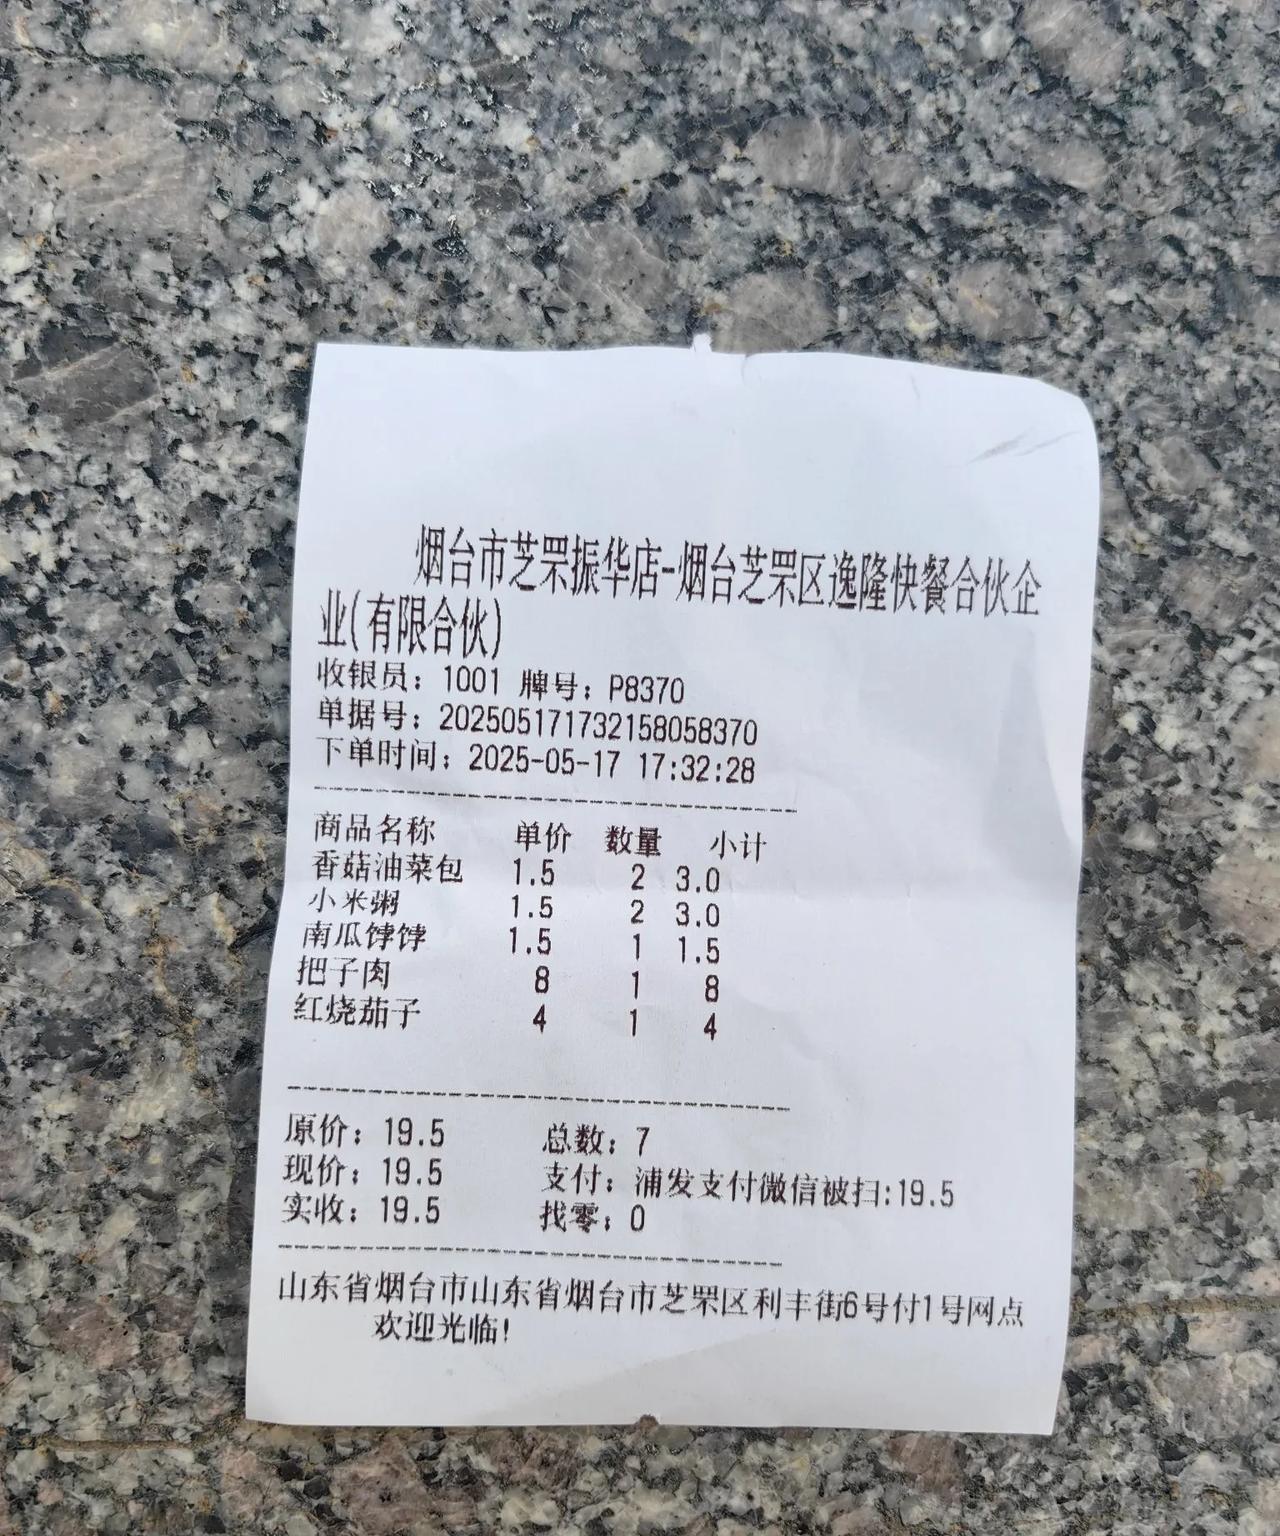 烟台市芝罘振华店-烟台芝罘区逸隆快餐合伙企
业(有限合伙)
收银员：1001 牌号：P8370
单据号：202505171732158058370
下单时间：2025-05-17 17:32:28
商品名称 单价 数量 小计
香菇油菜包 1.5 2 3.0
小米粥 1.5 2 3.0
南瓜饽饽 1.5 1 1.5
把子肉 8 1 8
红烧茄子 4 1 4
原价：19.5 总数：7
现价：19.5 支付：浦发支付微信被扫:19.5
实收：19.5 找零：0
山东省烟台市山东省烟台市芝罘区利丰街6号付1号网点
欢迎光临!